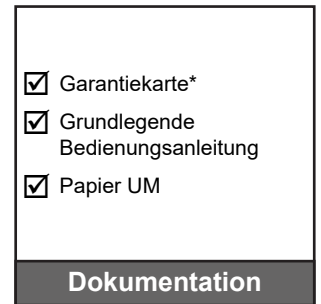 Garantiekarte*
Grundlegende
Bedienungsanleitung
Papier UM
Dokumentation